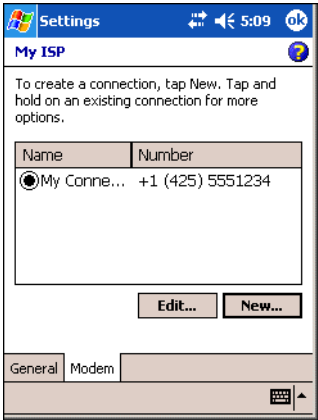 Settings 5:09 ok
My ISP ?
To create a connection, tap New. Tap and
hold on an existing connection for more
options.
Name Number
My Conne... +1 (425) 5551234
Edit... New...
General Modem